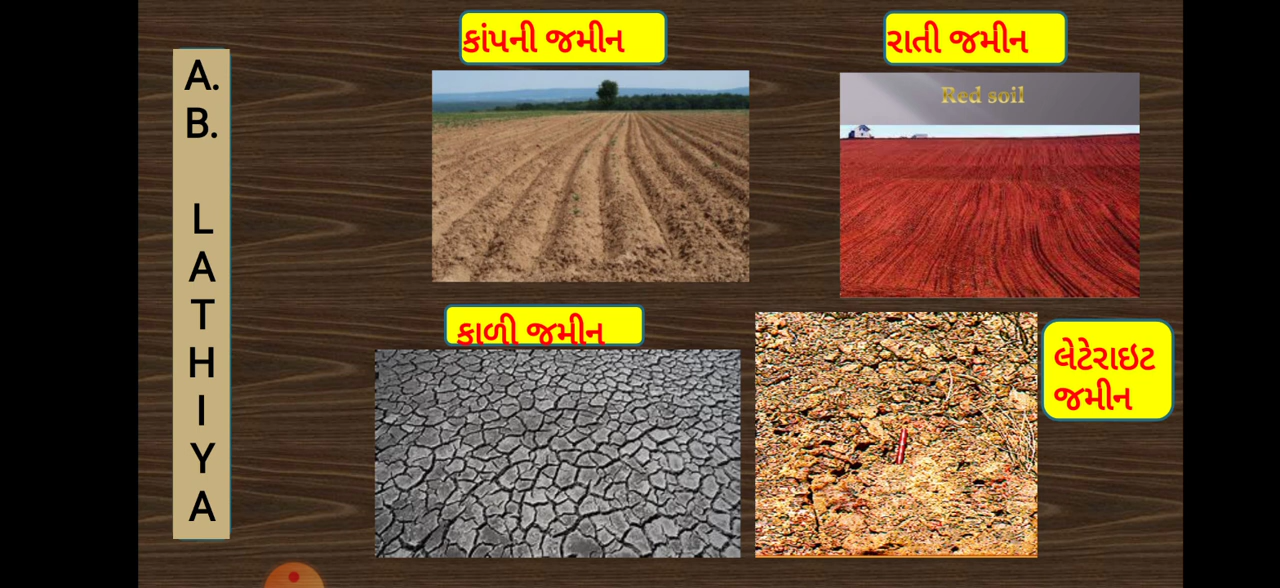 A.
B.
L
A
T
H
I
Y
A
કાંપની જમીન
રાતી જમીન
Red soil
કાળી જમીન
લેટેરાઇટ
જમીન